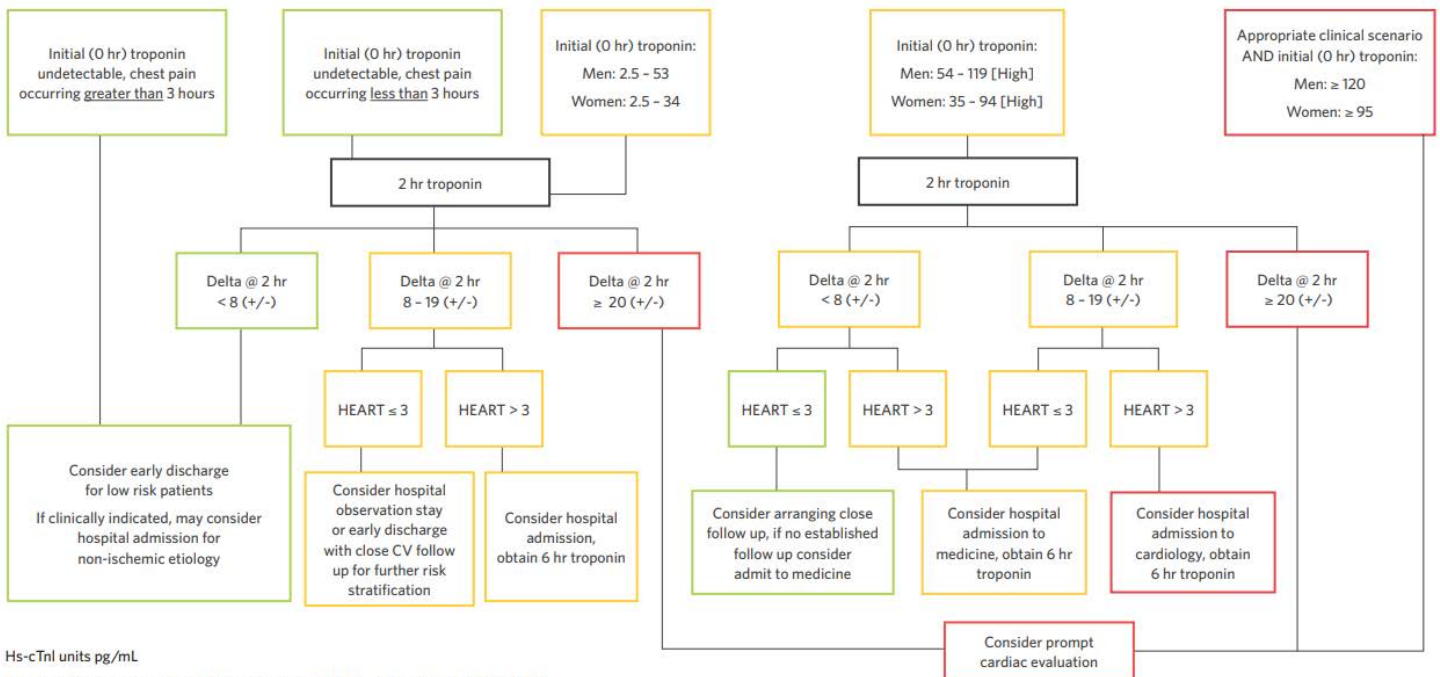 Initial (0 hr) troponin
undetectable, chest pain
occurring greater than 3 hours
Initial (0 hr) troponin
undetectable, chest pain
occurring less than 3 hours
Initial (0 hr) troponin:
Men: 2.5 – 53
Women: 2.5 – 34
Initial (0 hr) troponin:
Men: 54 – 119 [High]
Women: 35 – 94 [High]
Appropriate clinical scenario
AND initial (0 hr) troponin:
Men: ≥ 120
Women: ≥ 95
2 hr troponin
2 hr troponin
Delta @ 2 hr
< 8 (+/-)
Delta @ 2 hr
8 – 19 (+/-)
Delta @ 2 hr
≥ 20 (+/-)
Delta @ 2 hr
< 8 (+/-)
Delta @ 2 hr
8 – 19 (+/-)
Delta @ 2 hr
≥ 20 (+/-)
HEART ≤ 3
HEART > 3
HEART ≤ 3
HEART > 3
HEART ≤ 3
HEART > 3
Consider early discharge
for low risk patients
If clinically indicated, may consider
hospital admission for
non-ischemic etiology
Consider hospital
observation stay
or early discharge
with close CV follow
up for further risk
stratification
Consider hospital
admission,
obtain 6 hr troponin
Consider arranging close
follow up, if no established
follow up consider
admit to medicine
Consider hospital
admission to
medicine, obtain 6 hr
troponin
Consider hospital
admission to
cardiology, obtain
6 hr troponin
Consider prompt
cardiac evaluation
Hs-cTnI units pg/mL